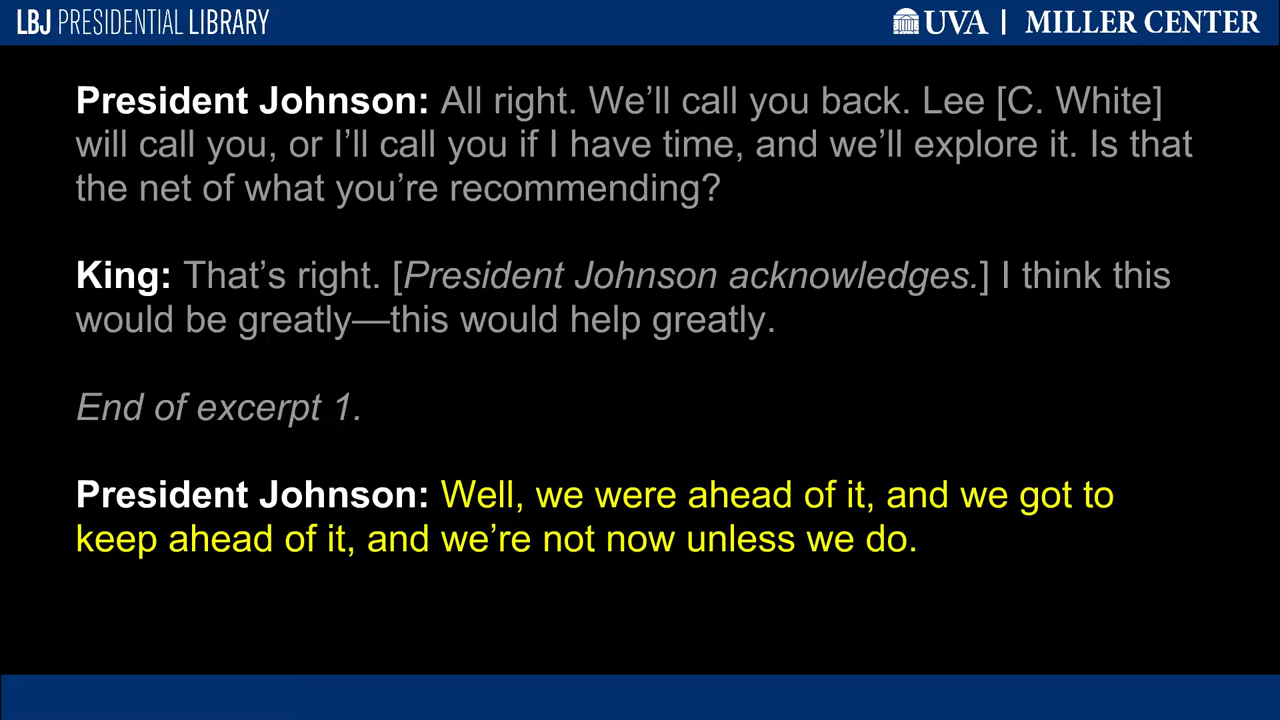 LBJ PRESIDENTIAL LIBRARY
UVA | MILLER CENTER
President Johnson: All right. We’ll call you back. Lee [C. White]
will call you, or I’ll call you if I have time, and we’ll explore it. Is that
the net of what you’re recommending?
King: That’s right. [President Johnson acknowledges.] I think this
would be greatly—this would help greatly.
End of excerpt 1.
President Johnson: Well, we were ahead of it, and we got to
keep ahead of it, and we’re not now unless we do.